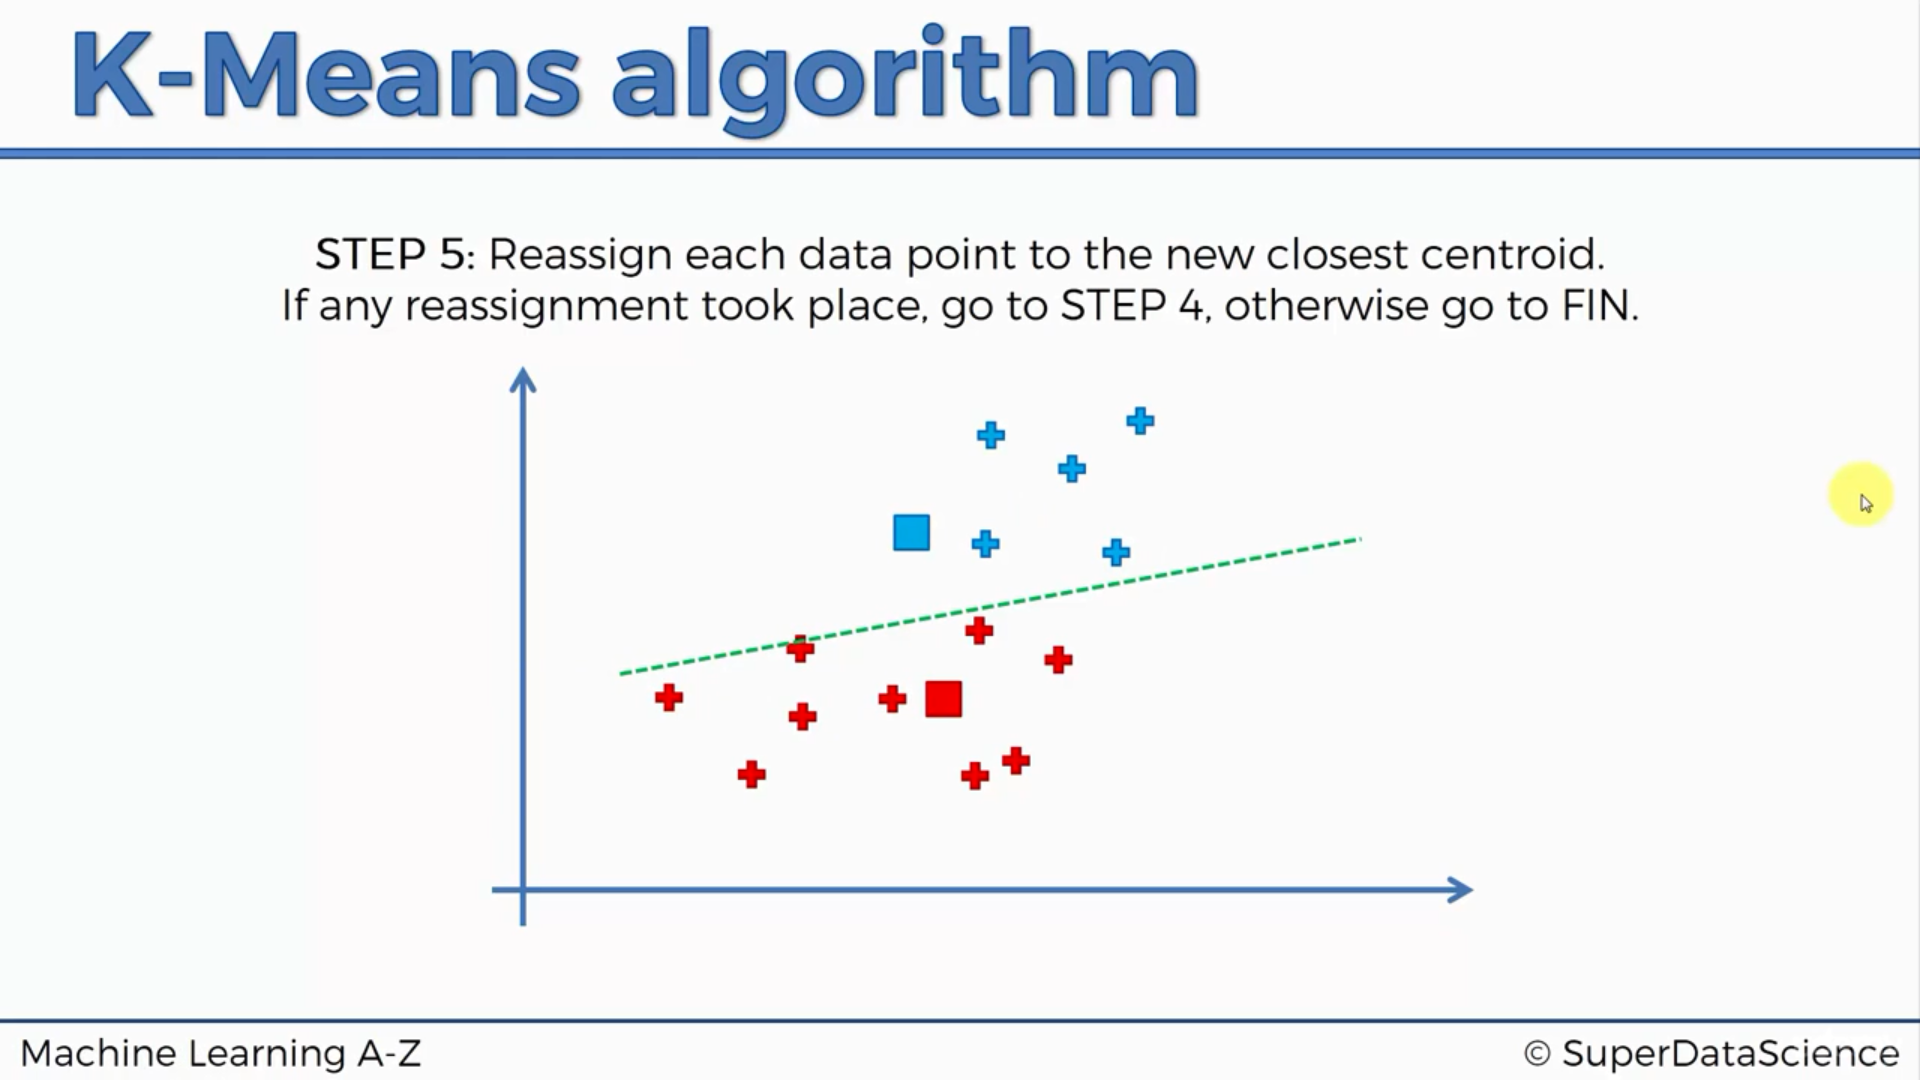 K-Means algorithm
STEP 5: Reassign each data point to the new closest centroid.
If any reassignment took place, go to STEP 4, otherwise go to FIN.
Machine Learning A-Z
© SuperDataScience